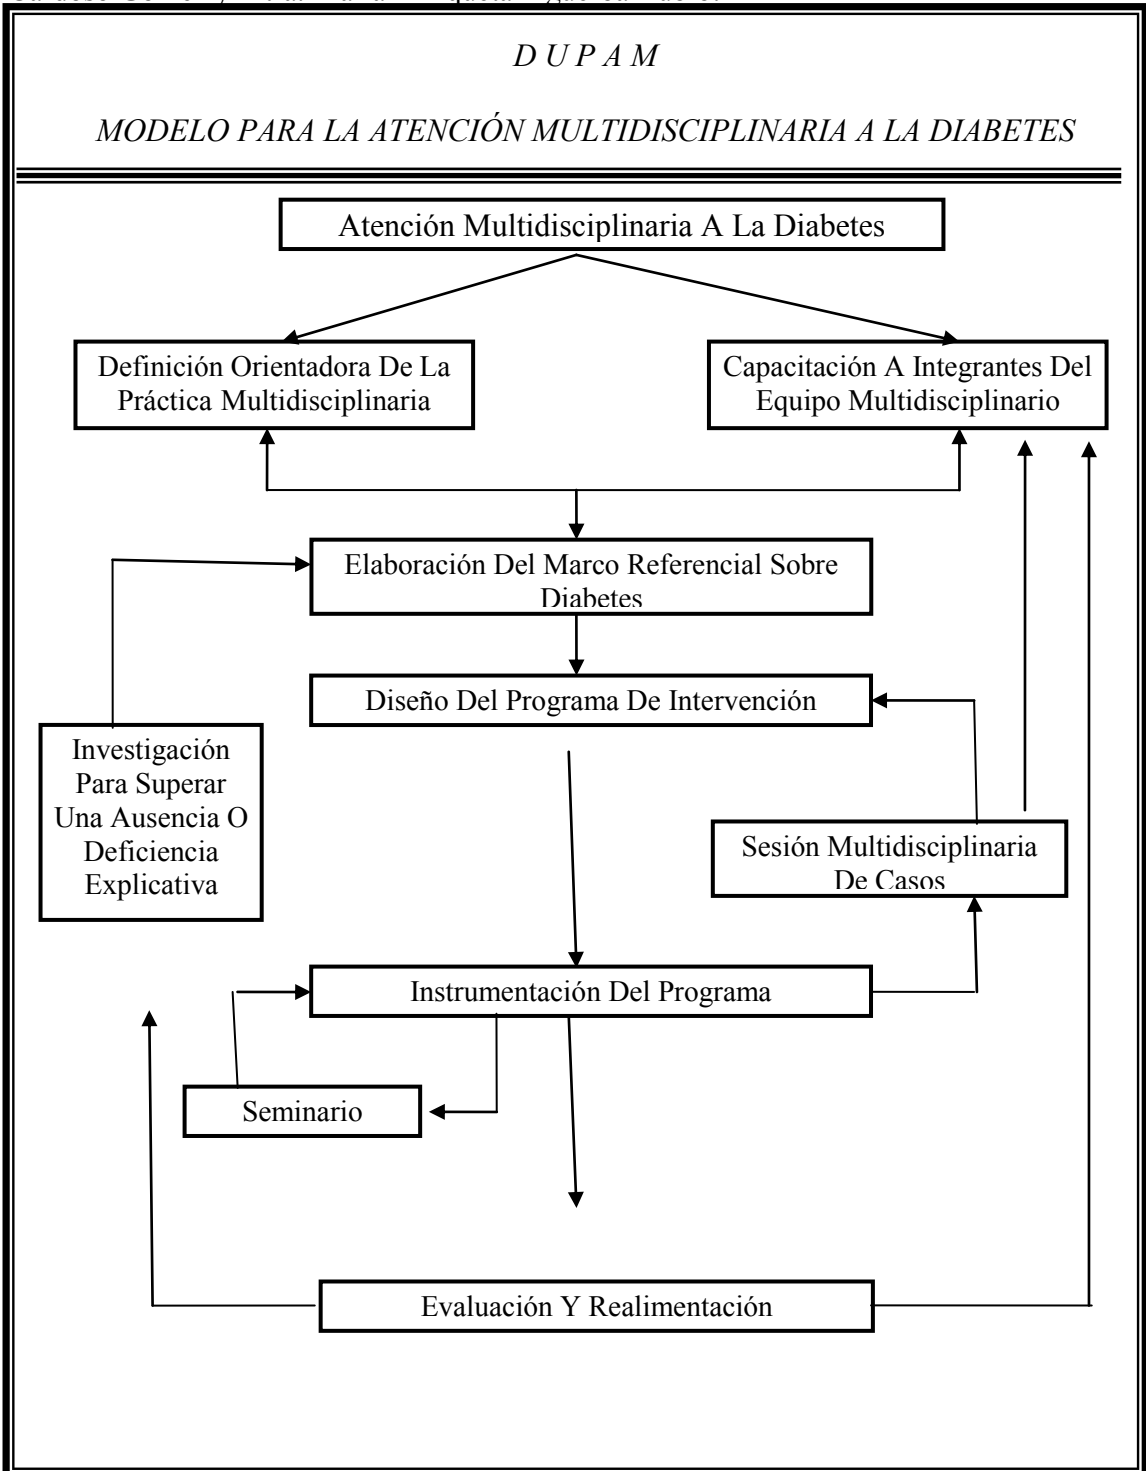 D U P A M
MODELO PARA LA ATENCIÓN MULTIDISCIPLINARIA A LA DIABETES
Atención Multidisciplinaria A La Diabetes
Definición Orientadora De La
Práctica Multidisciplinaria
Capacitación A Integrantes Del
Equipo Multidisciplinario
Elaboración Del Marco Referencial Sobre
Diabetes
Diseño Del Programa De Intervención
Investigación
Para Superar
Una Ausencia O
Deficiencia
Explicativa
Sesión Multidisciplinaria
De Casos
Instrumentación Del Programa
Seminario
Evaluación Y Realimentación